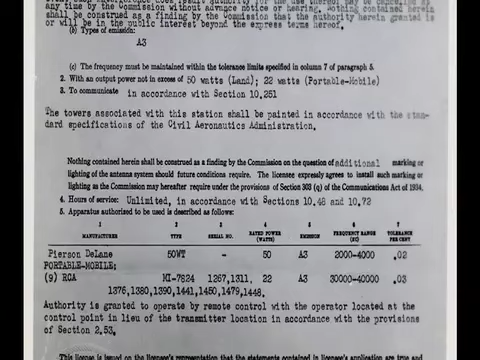 any time by the Commission without advance notice or hearing. Nothing contained herein
shall be construed as a finding by the Commission that the authority herein granted is
or will be in the public interest beyond the express terms hereof.
(b) Types of emission:
A3
(c) The frequency must be maintained within the tolerance limits specified in column 7 of paragraph 5.
2. With an output power not in excess of 50 watts (Land); 22 watts (Portable-Mobile)
3. To communicate in accordance with Section 10.251
The towers associated with this station shall be painted in accordance with the stan-
dard specifications of the Civil Aeronautics Administration.
Nothing contained herein shall be construed as a finding by the Commission on the question of additional marking or
lighting of the antenna system should future conditions require. The licensee expressly agrees to install such marking or
lighting as the Commission may hereafter require under the provisions of Section 303 (q) of the Communications Act of 1934.
4. Hours of service: Unlimited, in accordance with Sections 10.48 and 10.72
5. Apparatus authorized to be used is described as follows:
1 2 3 4 5 6 7
MANUFACTURER TYPE SERIAL NO. RATED POWER (WATTS) EMISSION FREQUENCY RANGE (KC) TOLERANCE PER CENT
Pierson DeLane 50WT - 50 A3 2000-4000 .02
PORTABLE-MOBILE:
(9) RCA MI-7824 1267,1311, 22 A3 30000-40000 .03
1376,1380,1390,1441,1450,1479,1448.
Authority is granted to operate by remote control with the operator located at the
control point in lieu of the transmitter location in accordance with the provisions
of Section 2.53.
This license is issued on the licensee's representation that the statements contained in licensee's application are true and